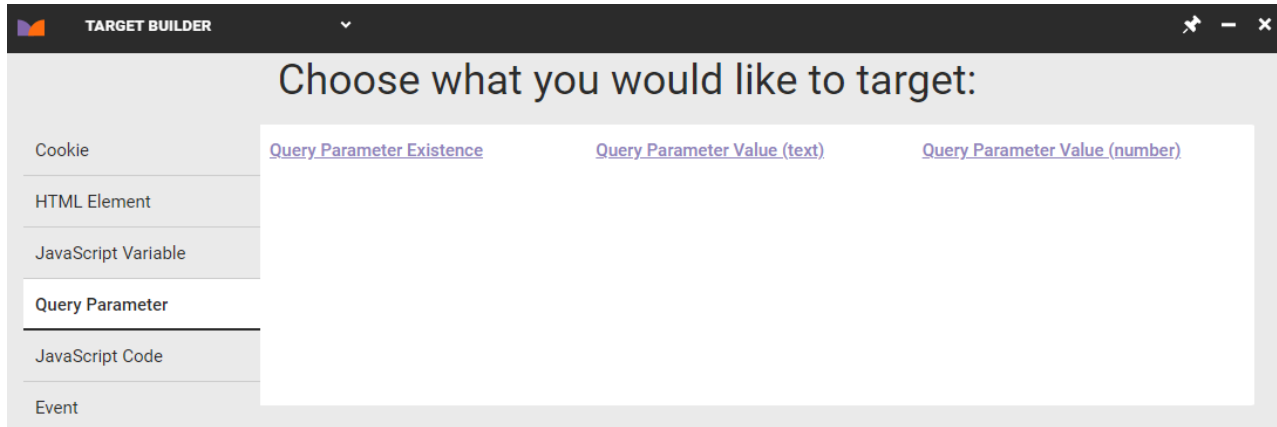 TARGET BUILDER
Choose what you would like to target:
Cookie
HTML Element
JavaScript Variable
Query Parameter
JavaScript Code
Event
Query Parameter Existence
Query Parameter Value (text)
Query Parameter Value (number)